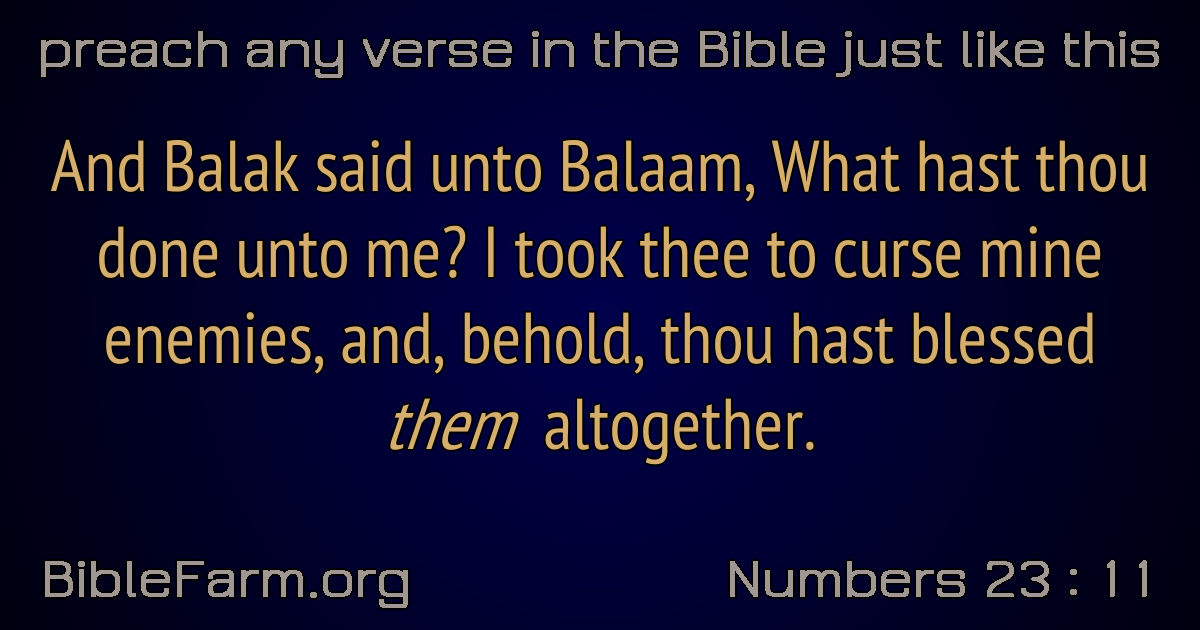 preach any verse in the Bible just like this
And Balak said unto Balaam, What hast thou
done unto me? I took thee to curse mine
enemies, and, behold, thou hast blessed
them altogether.
BibleFarm.org
Numbers 23 : 11